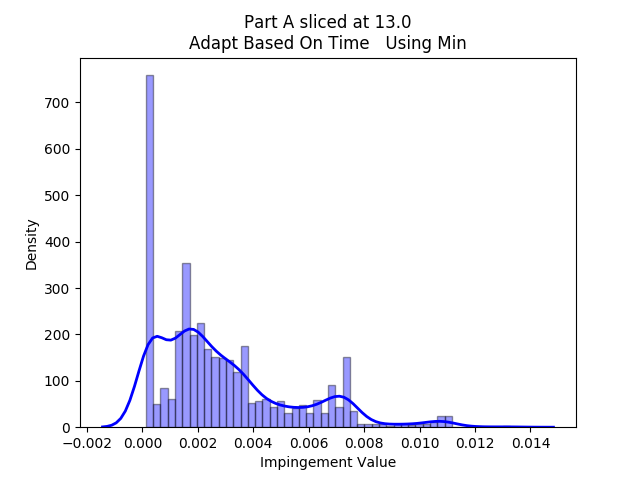 Part A sliced at 13.0
Adapt Based On Time   Using Min
700
600
500
400
300
200
100
0
Density
−0.002 0.000 0.002 0.004 0.006 0.008 0.010 0.012 0.014
Impingement Value